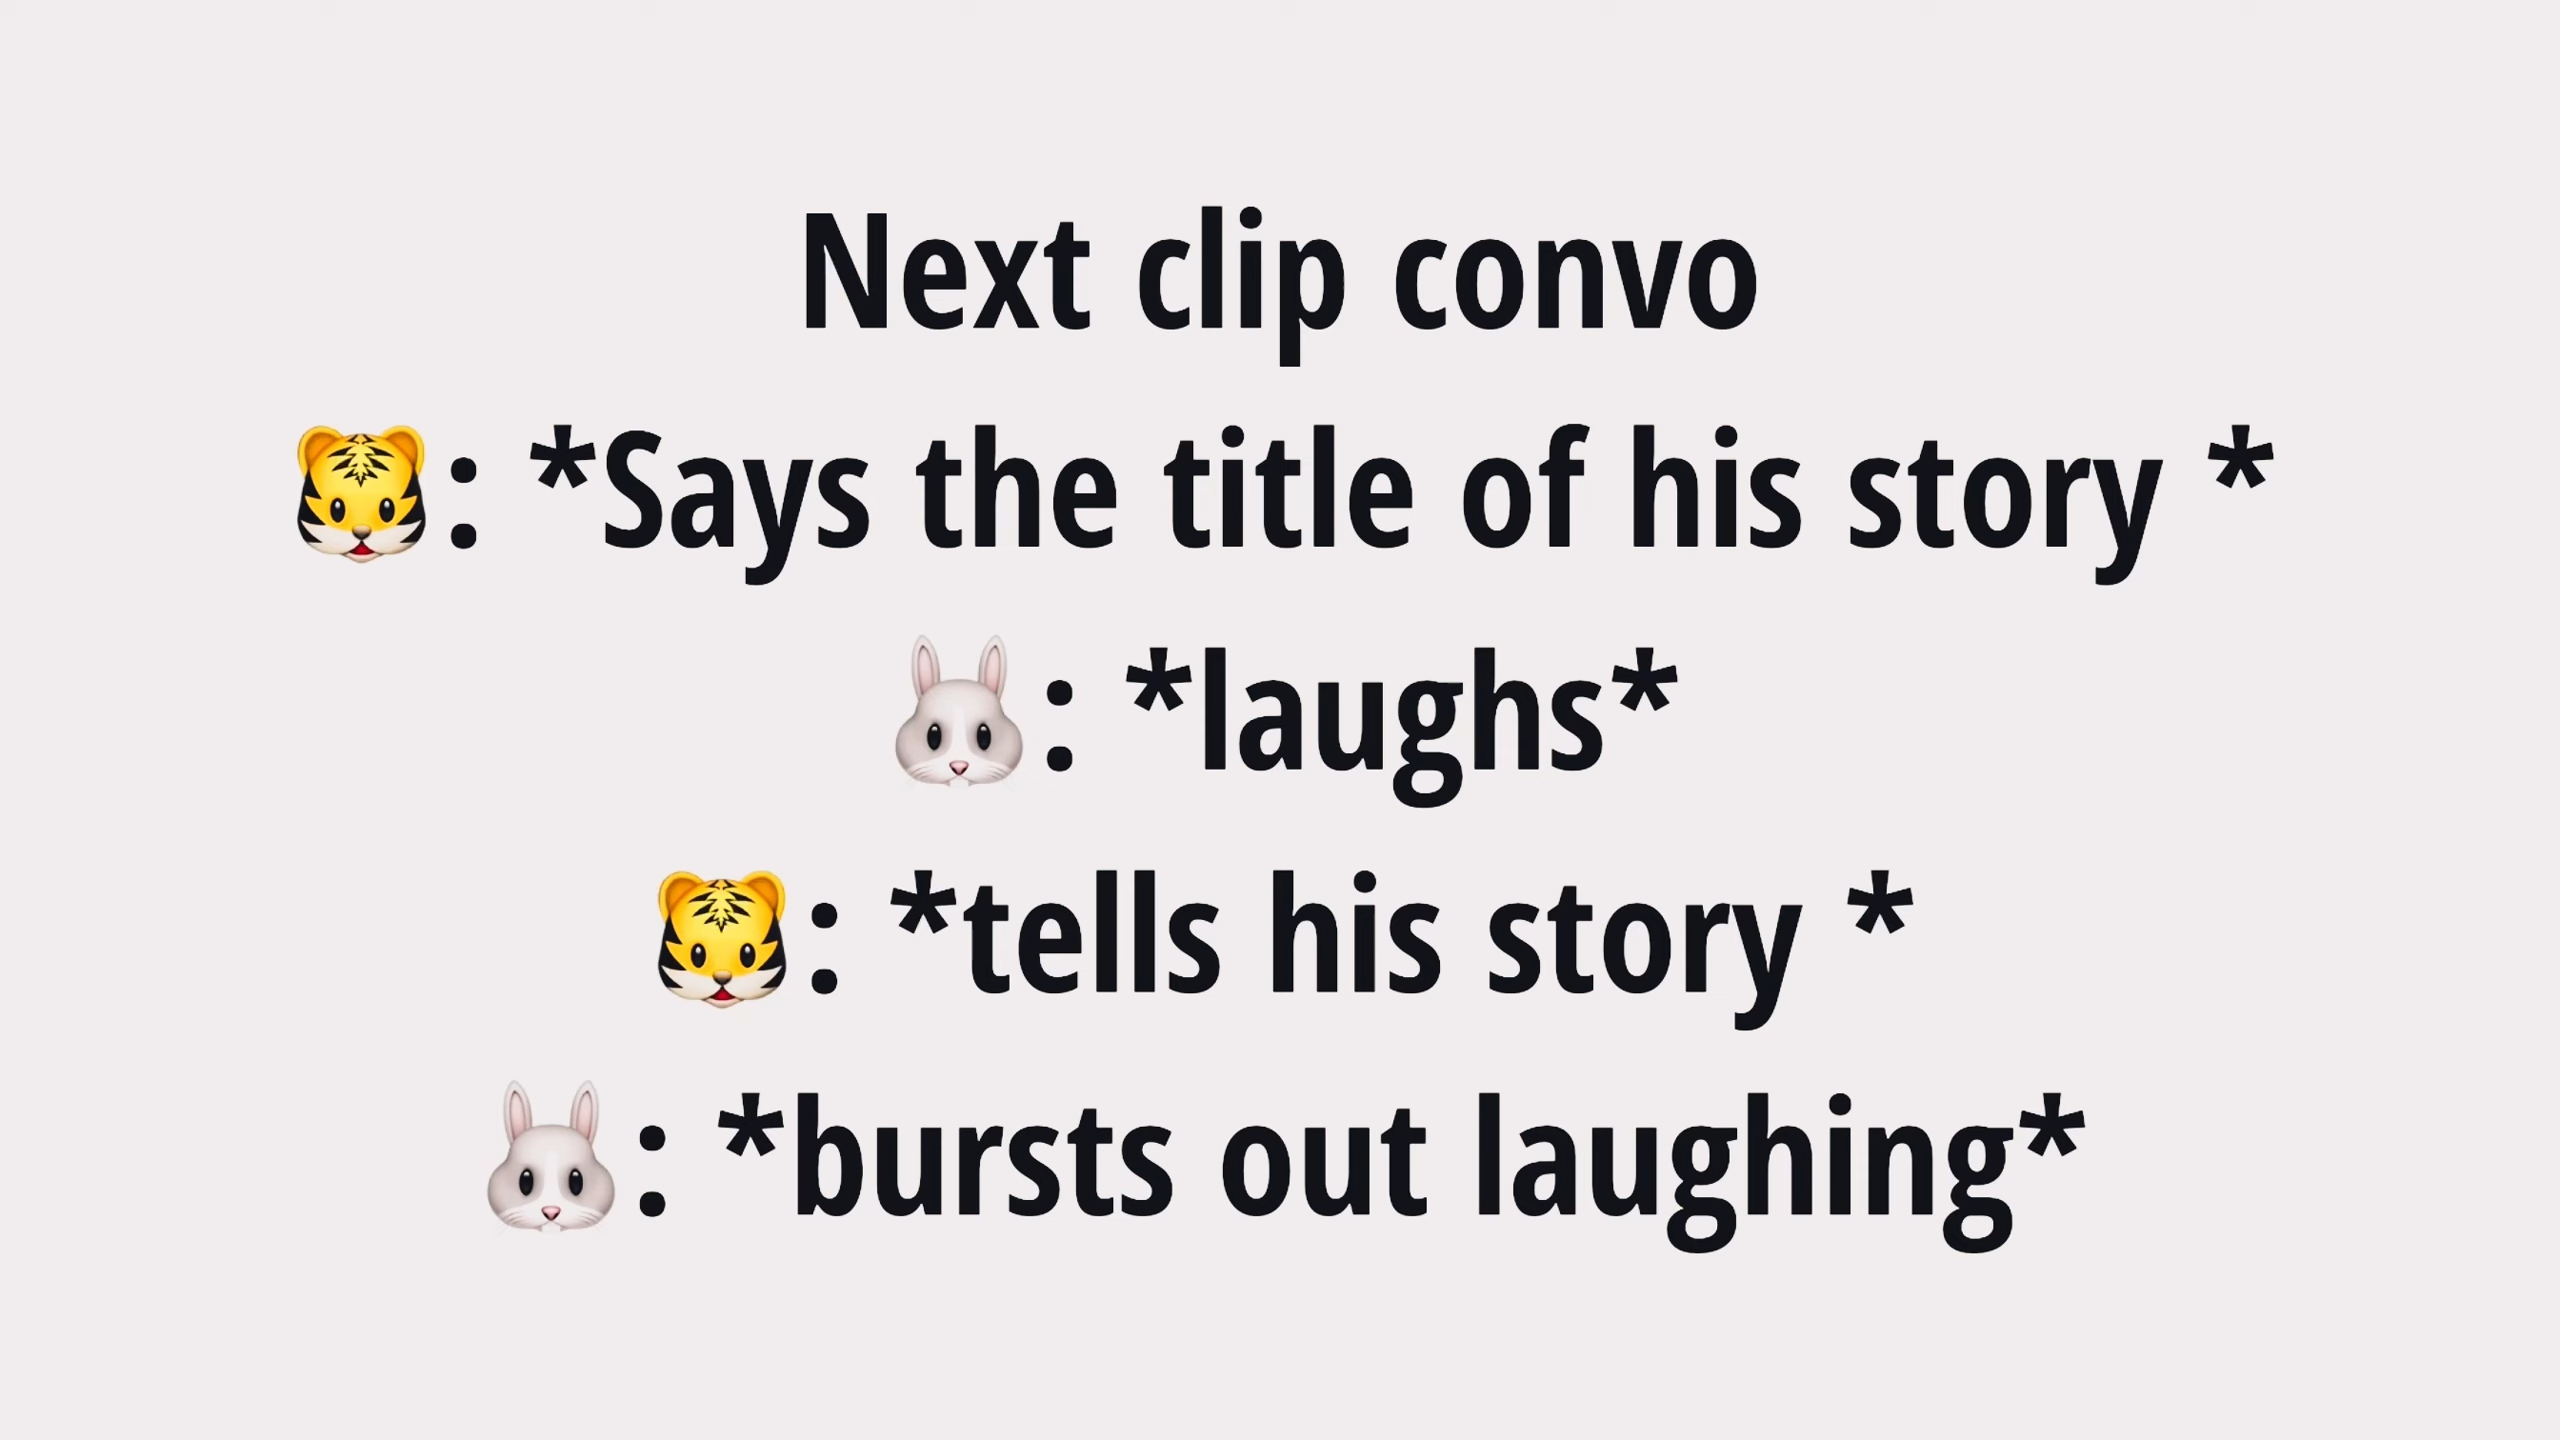 Next clip convo
🐯: *Says the title of his story *
🐰: *laughs*
🐯: *tells his story *
🐰: *bursts out laughing*